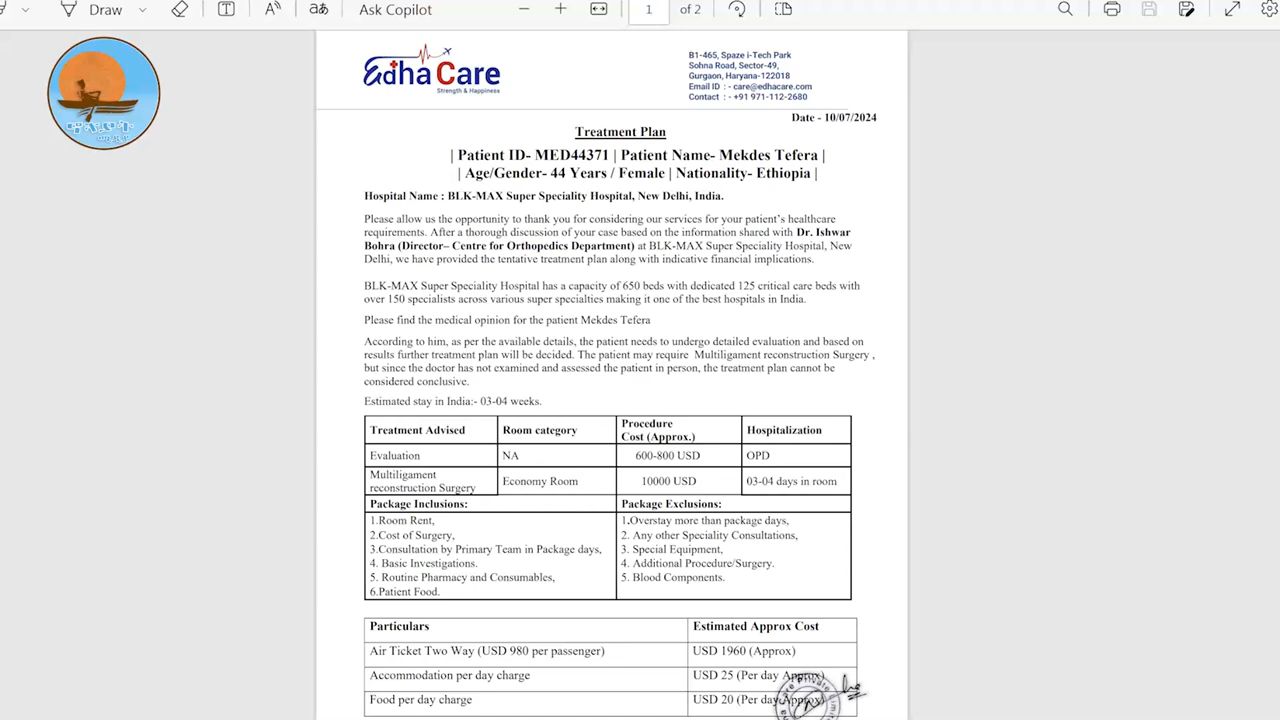 Draw
Ask Copilot
1 of 2
Edha Care
Strength & Happiness
B1-465, Spaze i-Tech Park
Sohna Road, Sector-49,
Gurgaon, Haryana-122018
Email ID : - care@edhacare.com
Contact : - +91 971-112-2680
Date - 10/07/2024
Treatment Plan
| Patient ID- MED44371 | Patient Name- Mekdes Tefera |
| Age/Gender- 44 Years / Female | Nationality- Ethiopia |
Hospital Name : BLK-MAX Super Speciality Hospital, New Delhi, India.
Please allow us the opportunity to thank you for considering our services for your patient's healthcare
requirements. After a thorough discussion of your case based on the information shared with Dr. Ishwar
Bohra (Director– Centre for Orthopedics Department) at BLK-MAX Super Speciality Hospital, New
Delhi, we have provided the tentative treatment plan along with indicative financial implications.
BLK-MAX Super Speciality Hospital has a capacity of 650 beds with dedicated 125 critical care beds with
over 150 specialists across various super specialties making it one of the best hospitals in India.
Please find the medical opinion for the patient Mekdes Tefera
According to him, as per the available details, the patient needs to undergo detailed evaluation and based on
results further treatment plan will be decided. The patient may require Multiligament reconstruction Surgery ,
but since the doctor has not examined and assessed the patient in person, the treatment plan cannot be
considered conclusive.
Estimated stay in India:- 03-04 weeks.
Treatment Advised Room category Procedure Cost (Approx.) Hospitalization
Evaluation NA 600-800 USD OPD
Multiligament reconstruction Surgery Economy Room 10000 USD 03-04 days in room
Package Inclusions: Package Exclusions:
1.Room Rent, 1.Overstay more than package days,
2.Cost of Surgery, 2. Any other Speciality Consultations,
3.Consultation by Primary Team in Package days, 3. Special Equipment,
4. Basic Investigations. 4. Additional Procedure/Surgery.
5. Routine Pharmacy and Consumables, 5. Blood Components.
6.Patient Food.
Particulars Estimated Approx Cost
Air Ticket Two Way (USD 980 per passenger) USD 1960 (Approx)
Accommodation per day charge USD 25 (Per day Approx)
Food per day charge USD 20 (Per day Approx)